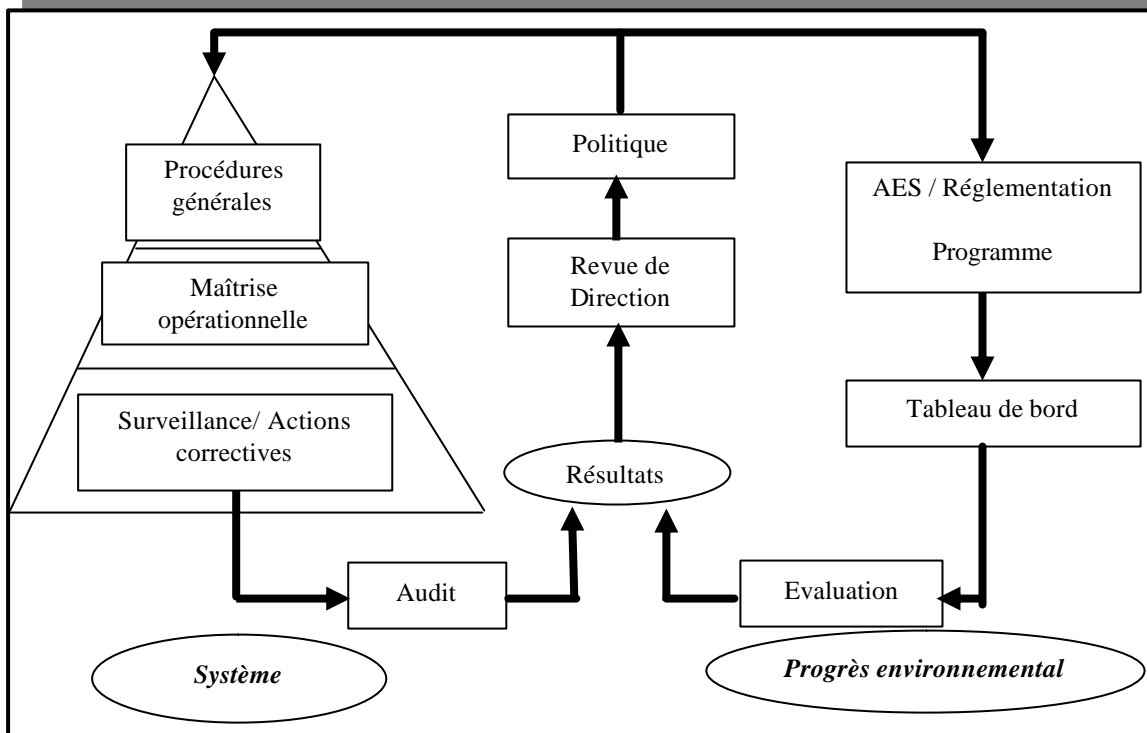 Procédures
générales
Maîtrise
opérationnelle
Surveillance/ Actions
correctives
Audit
Système
Politique
Revue de
Direction
Résultats
AES / Réglementation
Programme
Tableau de bord
Evaluation
Progrès environnemental